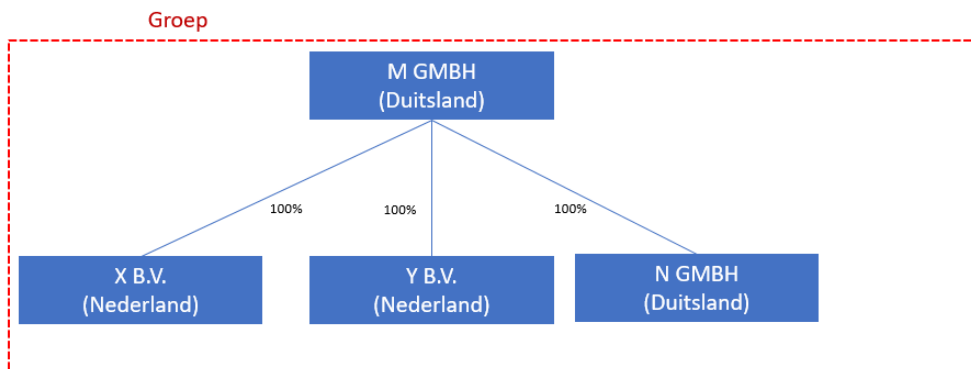 Groep
M GMBH
(Duitsland)
100%
100%
100%
X B.V.
(Nederland)
Y B.V.
(Nederland)
N GMBH
(Duitsland)